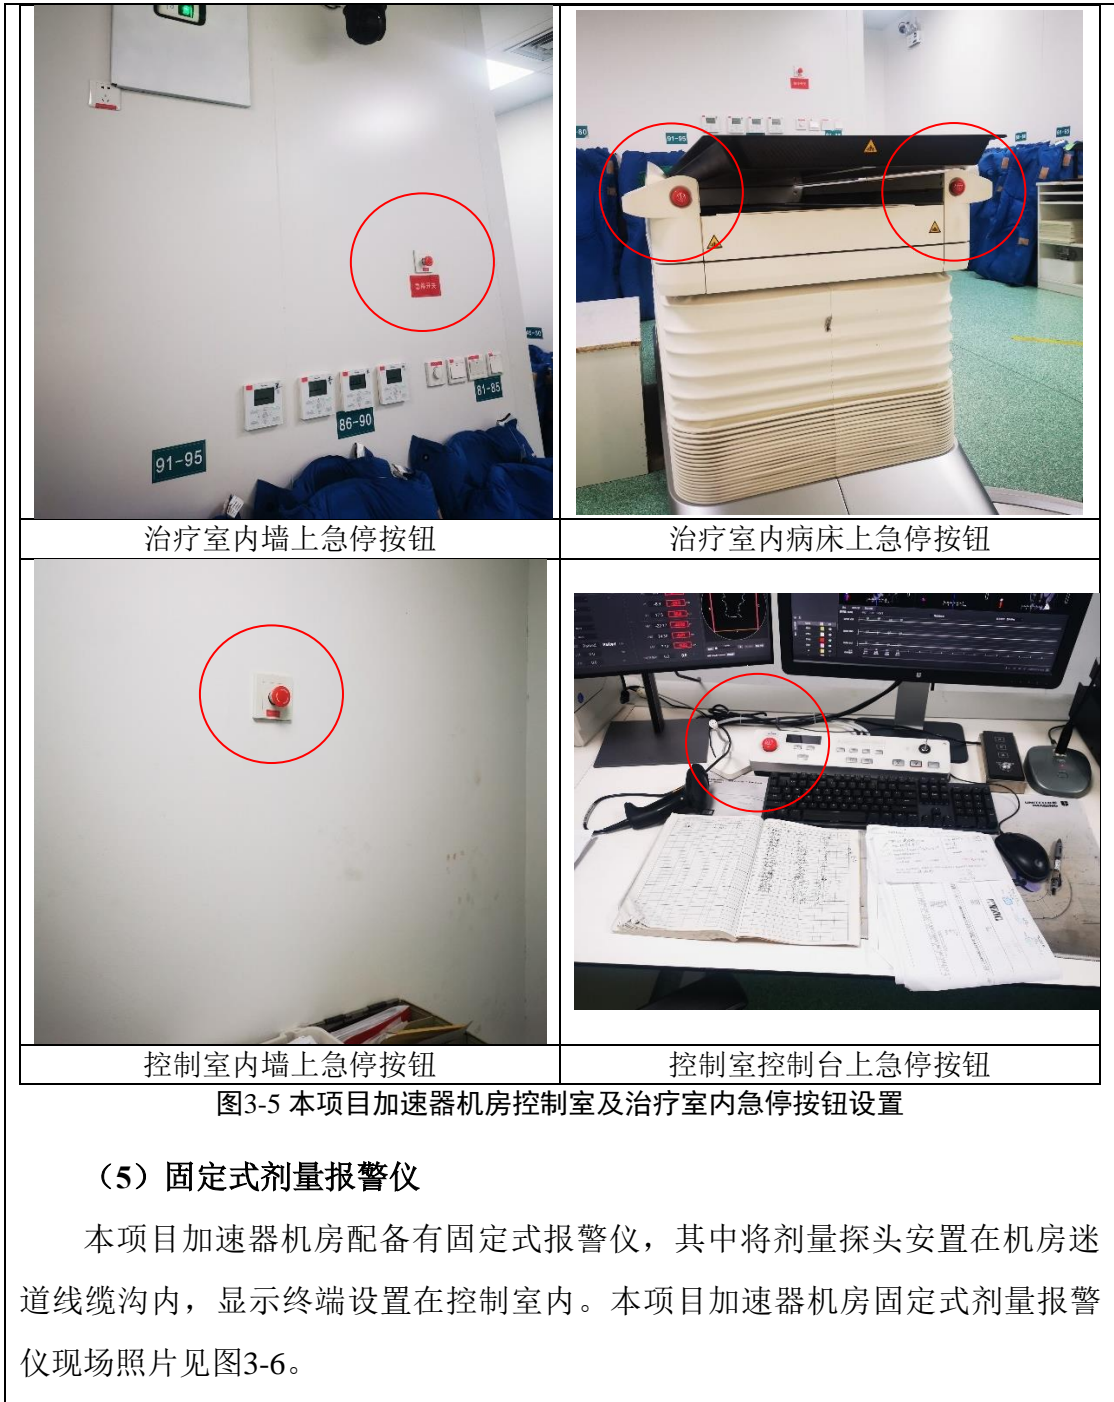 91-95
86-90
81-85
91-95
治疗室内墙上急停按钮
治疗室内病床上急停按钮
控制室内墙上急停按钮
控制室控制台上急停按钮
图3-5 本项目加速器机房控制室及治疗室内急停按钮设置
（5）固定式剂量报警仪
本项目加速器机房配备有固定式报警仪，其中将剂量探头安置在机房迷
道线缆沟内，显示终端设置在控制室内。本项目加速器机房固定式剂量报警
仪现场照片见图3-6。